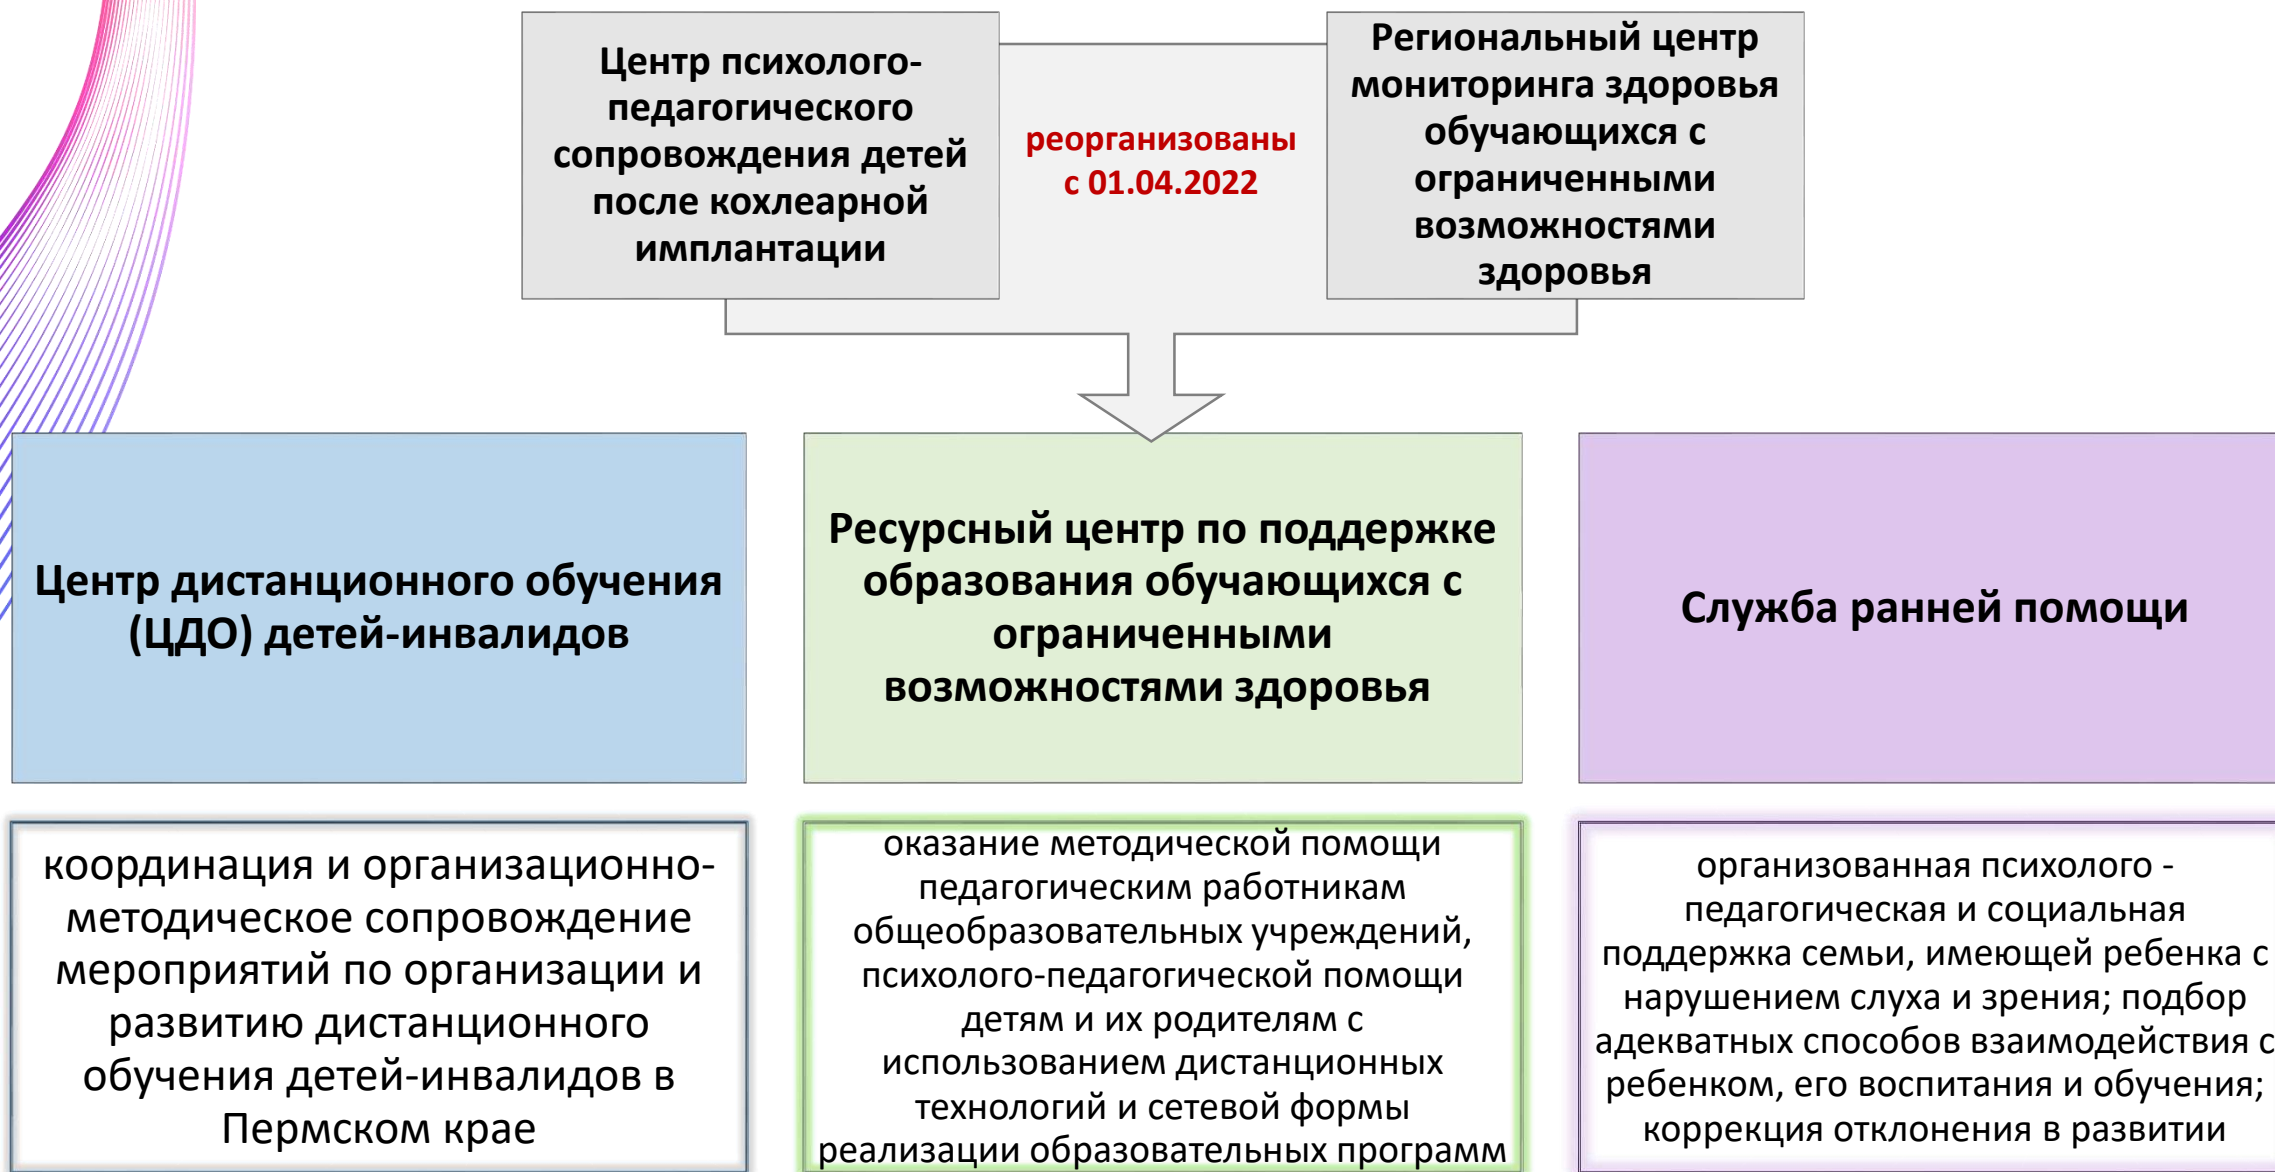 Центр психолого-
педагогического
сопровождения детей
после кохлеарной
имплантации
реорганизованы
с 01.04.2022
Региональный центр
мониторинга здоровья
обучающихся с
ограниченными
возможностями
здоровья
Центр дистанционного обучения
(ЦДО) детей-инвалидов
Ресурсный центр по поддержке
образования обучающихся с
ограниченными
возможностями здоровья
Служба ранней помощи
координация и организационно-
методическое сопровождение
мероприятий по организации и
развитию дистанционного
обучения детей-инвалидов в
Пермском крае
оказание методической помощи
педагогическим работникам
общеобразовательных учреждений,
психолого-педагогической помощи
детям и их родителям с
использованием дистанционных
технологий и сетевой формы
реализации образовательных программ
организованная психолого -
педагогическая и социальная
поддержка семьи, имеющей ребенка с
нарушением слуха и зрения; подбор
адекватных способов взаимодействия с
ребенком, его воспитания и обучения;
коррекция отклонения в развитии